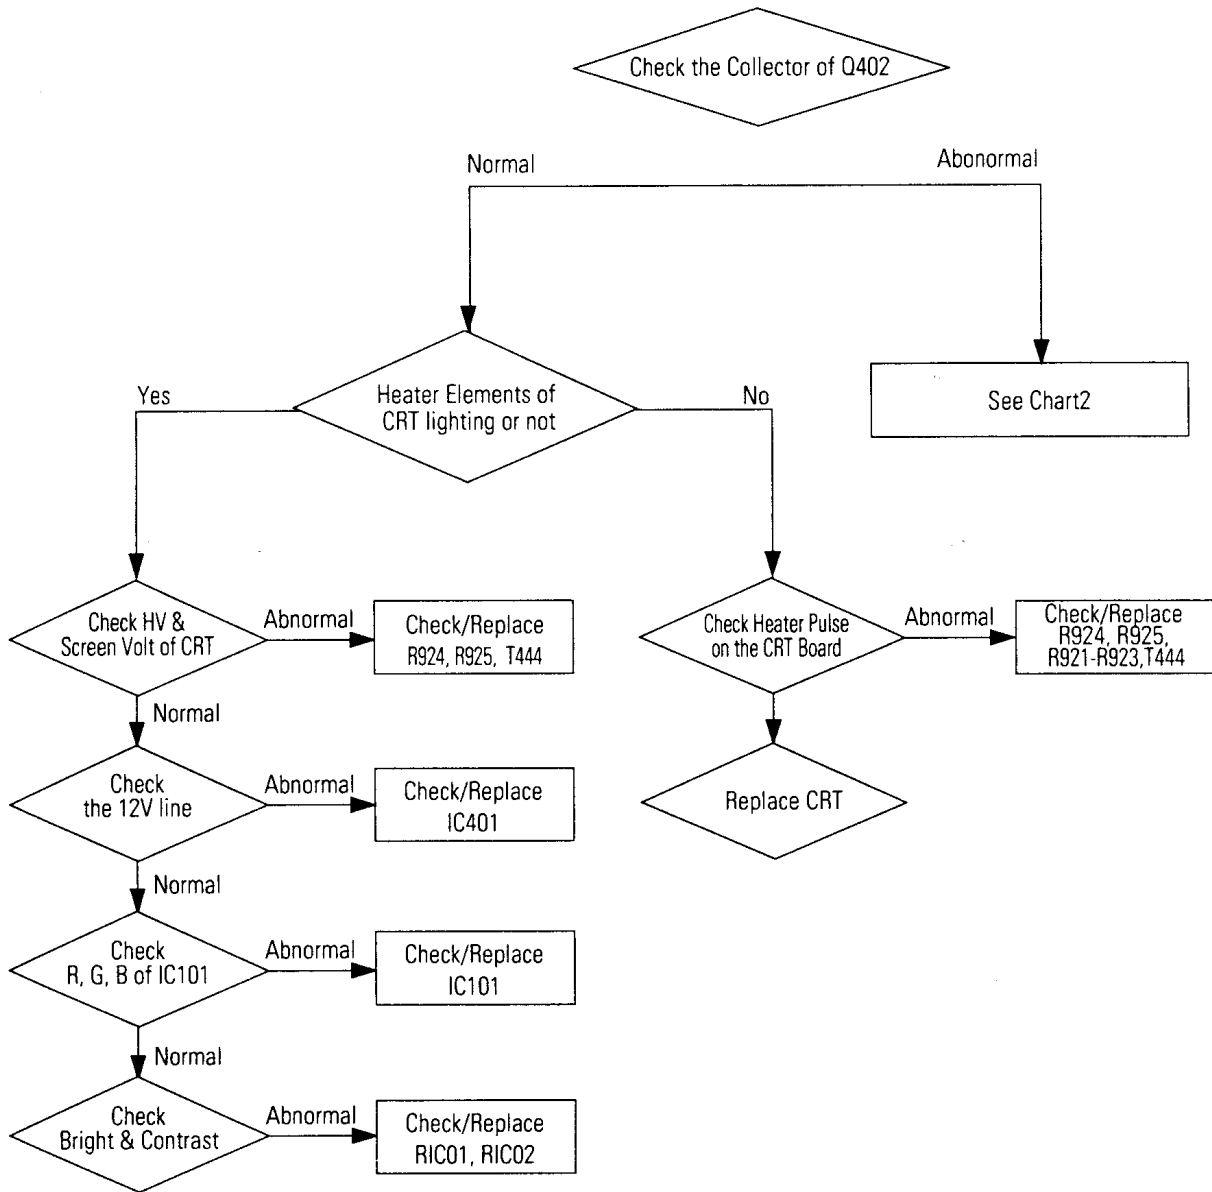 Check the Collector of Q402
Normal
Abonormal
Heater Elements of
CRT lighting or not
Yes
No
See Chart2
Check HV &
Screen Volt of CRT
Abnormal
Check/Replace
R924, R925, T444
Check Heater Pulse
on the CRT Board
Abnormal
Check/Replace
R924, R925,
R921-R923,T444
Normal
Check
the 12V line
Abnormal
Check/Replace
IC401
Replace CRT
Normal
Check
R, G, B of IC101
Abnormal
Check/Replace
IC101
Normal
Check
Bright & Contrast
Abnormal
Check/Replace
RIC01, RIC02